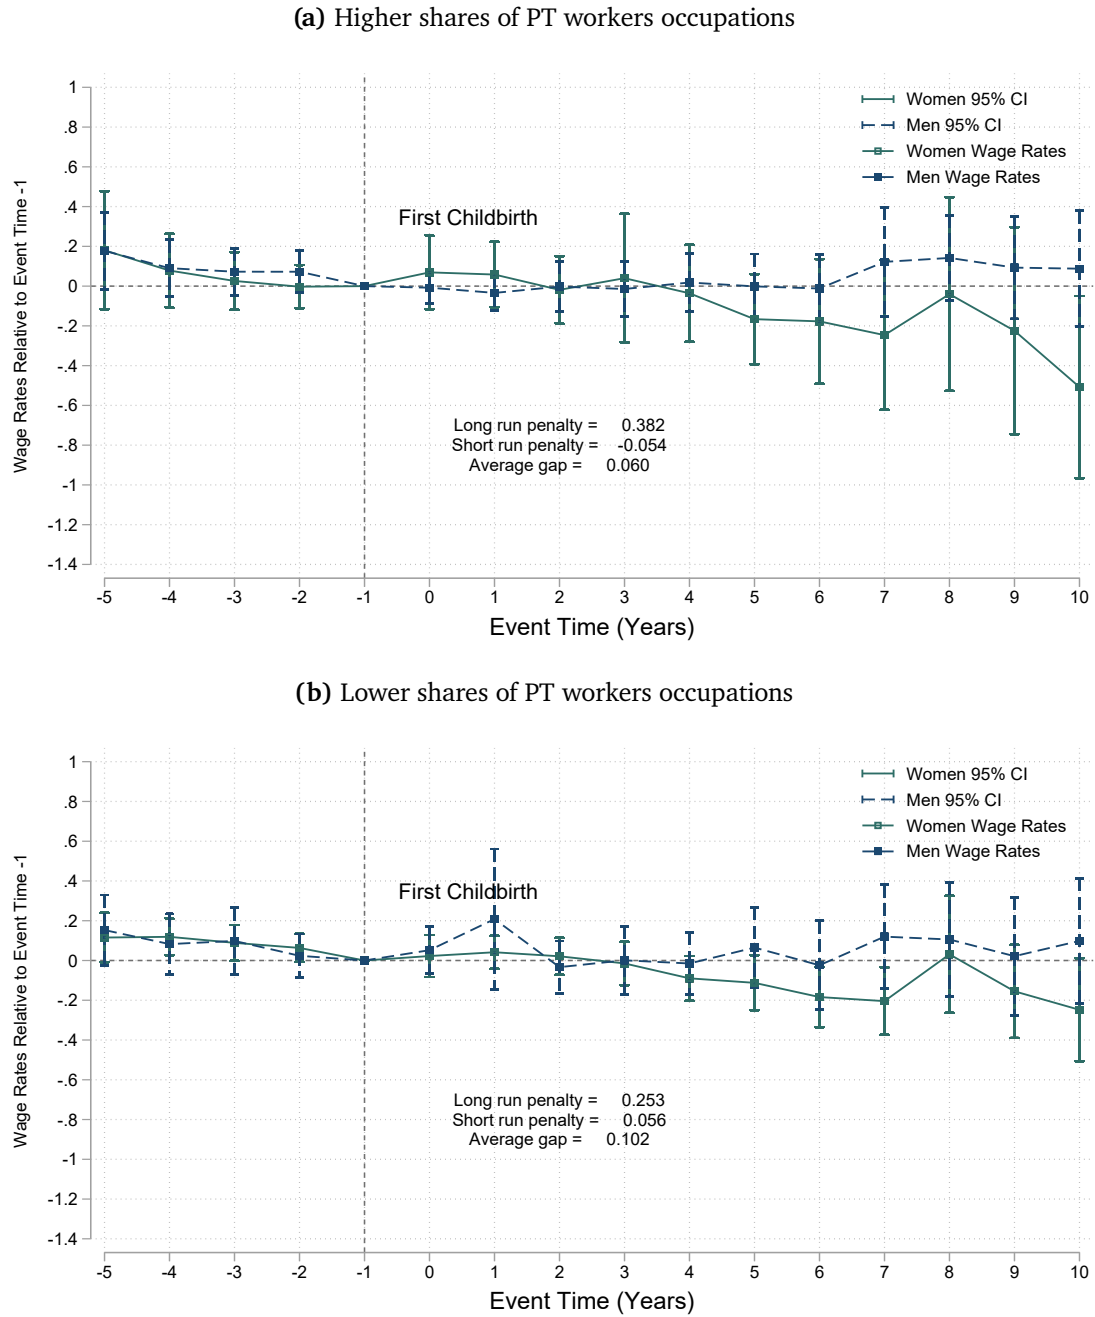 (a) Higher shares of PT workers occupations
Women 95% CI
Men 95% CI
Women Wage Rates
Men Wage Rates
Wage Rates Relative to Event Time -1
1
.8
.6
.4
.2
0
-.2
-.4
-.6
-.8
-1
-1.2
-1.4
First Childbirth
Long run penalty = 0.382
Short run penalty = -0.054
Average gap = 0.060
-5 -4 -3 -2 -1 0 1 2 3 4 5 6 7 8 9 10
Event Time (Years)
(b) Lower shares of PT workers occupations
Women 95% CI
Men 95% CI
Women Wage Rates
Men Wage Rates
Wage Rates Relative to Event Time -1
1
.8
.6
.4
.2
0
-.2
-.4
-.6
-.8
-1
-1.2
-1.4
First Childbirth
Long run penalty = 0.253
Short run penalty = 0.056
Average gap = 0.102
-5 -4 -3 -2 -1 0 1 2 3 4 5 6 7 8 9 10
Event Time (Years)